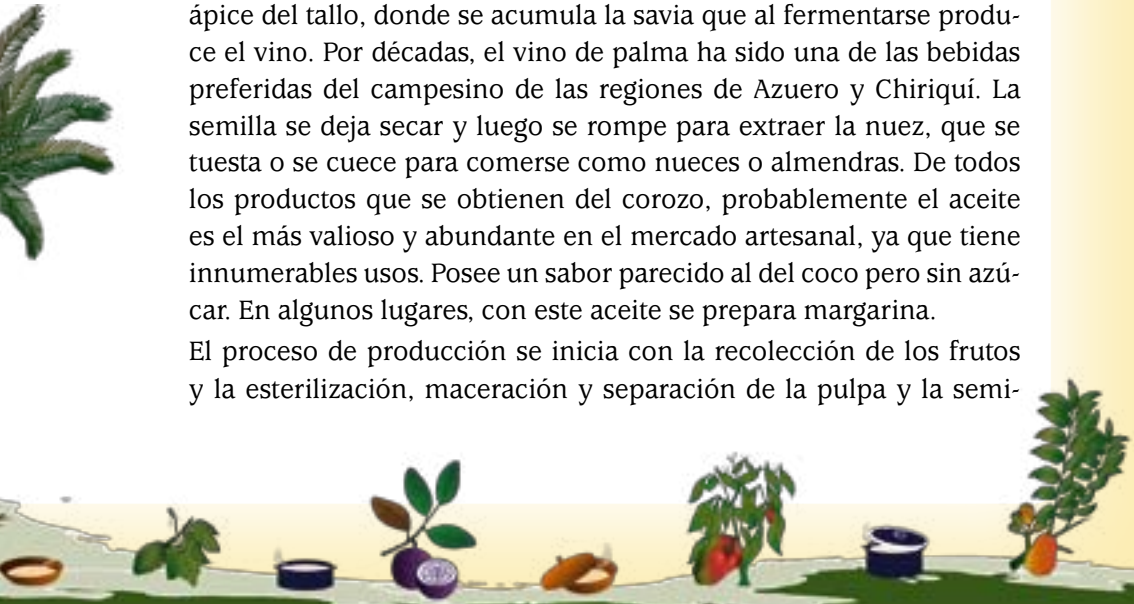 ápice del tallo, donde se acumula la savia que al fermentarse produ-
ce el vino. Por décadas, el vino de palma ha sido una de las bebidas
preferidas del campesino de las regiones de Azuero y Chiriquí. La
semilla se deja secar y luego se rompe para extraer la nuez, que se
tuesta o se cuece para comerse como nueces o almendras. De todos
los productos que se obtienen del corozo, probablemente el aceite
es el más valioso y abundante en el mercado artesanal, ya que tiene
innumerables usos. Posee un sabor parecido al del coco pero sin azú-
car. En algunos lugares, con este aceite se prepara margarina.
El proceso de producción se inicia con la recolección de los frutos
y la esterilización, maceración y separación de la pulpa y la semi-